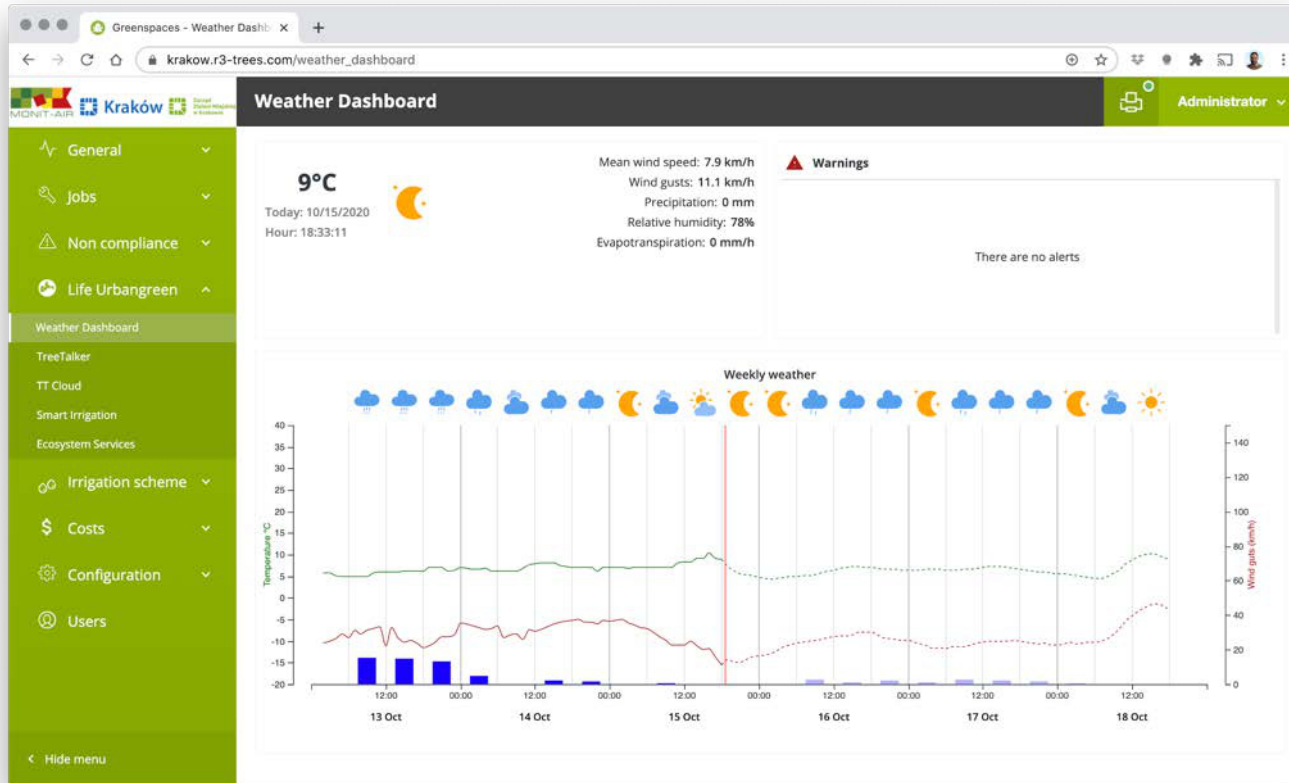 Greenspaces - Weather Dashb
krakow.r3-trees.com/weather_dashboard
MONIT-AIR
Kraków
Weather Dashboard
Administrator
General
Jobs
Non compliance
Life Urbangreen
Weather Dashboard
TreeTalker
TT Cloud
Smart Irrigation
Ecosystem Services
Irrigation scheme
$ Costs
Configuration
Users
Hide menu
9°C
Today: 10/15/2020
Hour: 18:33:11
Mean wind speed: 7.9 km/h
Wind gusts: 11.1 km/h
Precipitation: 0 mm
Relative humidity: 78%
Evapotranspiration: 0 mm/h
Warnings
There are no alerts
Weekly weather
Temperature °C
40
35
30
25
20
15
10
5
0
-5
-10
-15
-20
140
120
100
80
60
40
20
0
Wind guts (km/h)
12:00 00:00 12:00 00:00 12:00 00:00 12:00 00:00 12:00 00:00 12:00
13 Oct 14 Oct 15 Oct 16 Oct 17 Oct 18 Oct